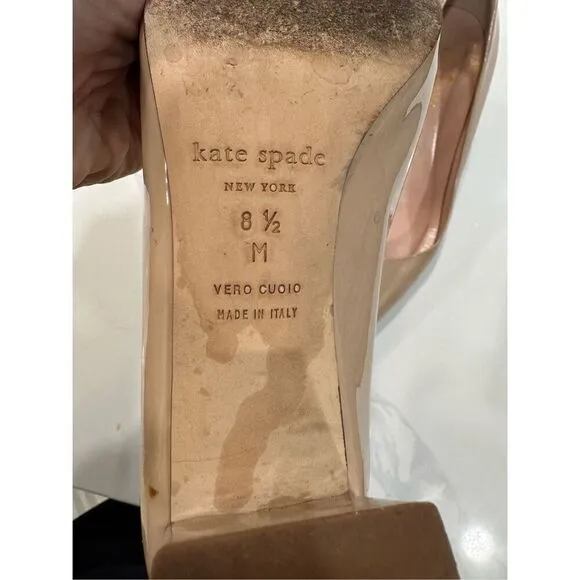 kate spade
NEW YORK
8 ½
M
VERO CUOIO
MADE IN ITALY